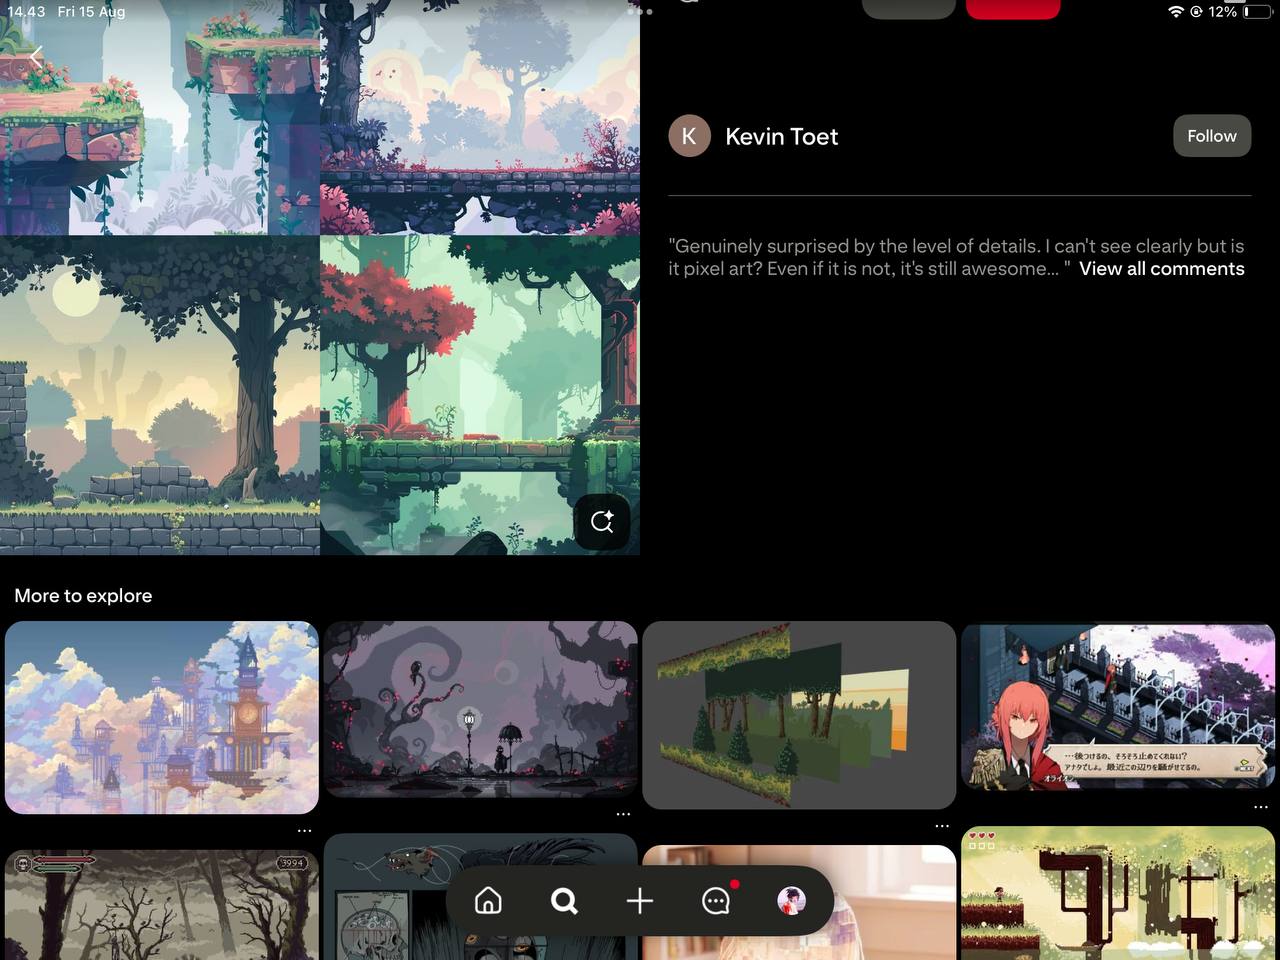 14.43 Fri 15 Aug
12%
K
Kevin Toet
Follow
"Genuinely surprised by the level of details. I can't see clearly but is
it pixel art? Even if it is not, it's still awesome... " View all comments
More to explore
…後つけるの、そろそろ止めてくれない？
アナタでしょ。最近この辺りを騒がせてるの。
オライオン
NEXT
3994